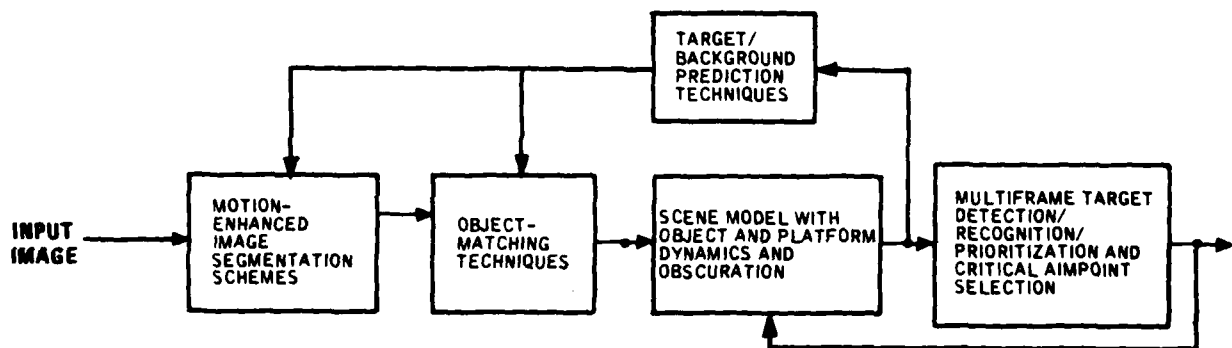 TARGET/
BACKGROUND
PREDICTION
TECHNIQUES
INPUT
IMAGE
MOTION-
ENHANCED
IMAGE
SEGMENTATION
SCHEMES
OBJECT-
MATCHING
TECHNIQUES
SCENE MODEL WITH
OBJECT AND PLATFORM
DYNAMICS AND
OBSCURATION
MULTIFRAME TARGET
DETECTION/
RECOGNITION/
PRIORITIZATION AND
CRITICAL AIMPOINT
SELECTION